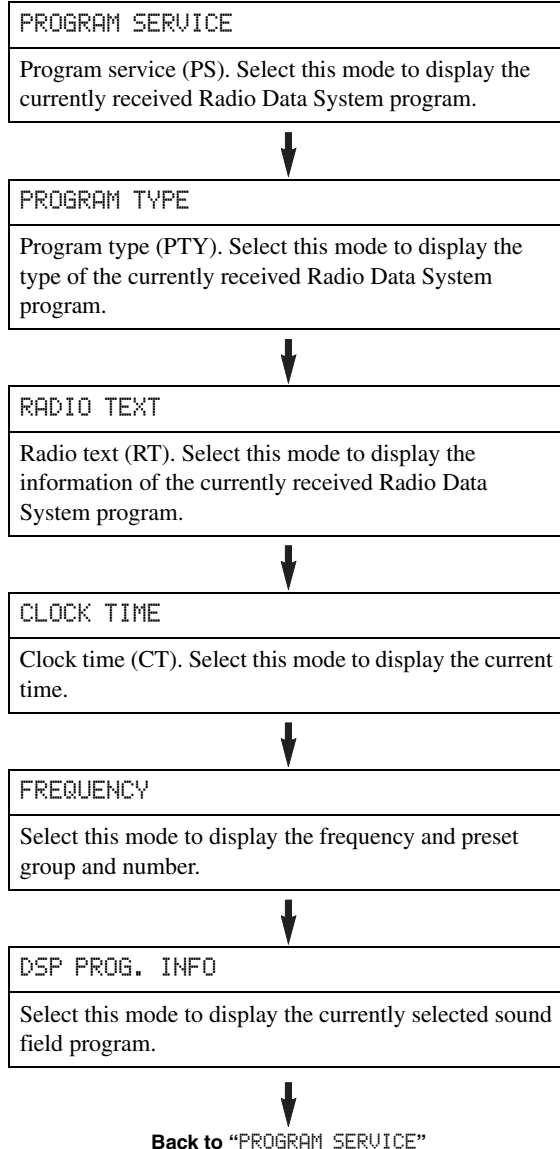 PROGRAM SERVICE
Program service (PS). Select this mode to display the
currently received Radio Data System program.
PROGRAM TYPE
Program type (PTY). Select this mode to display the
type of the currently received Radio Data System
program.
RADIO TEXT
Radio text (RT). Select this mode to display the
information of the currently received Radio Data
System program.
CLOCK TIME
Clock time (CT). Select this mode to display the current
time.
FREQUENCY
Select this mode to display the frequency and preset
group and number.
DSP PROG. INFO
Select this mode to display the currently selected sound
field program.
Back to “PROGRAM SERVICE”